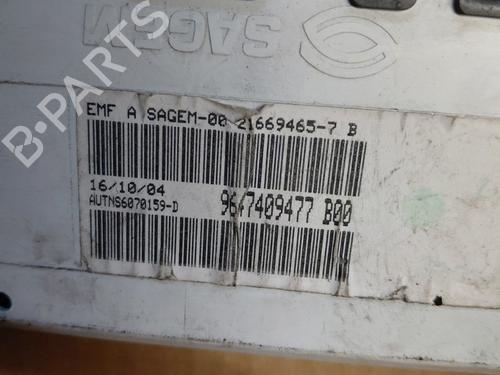 SAGEM
EMF A SAGEM-00 21669465-7 B
16/10/04
AUTNS6070159-D
9647409477 B00
B-PARTS